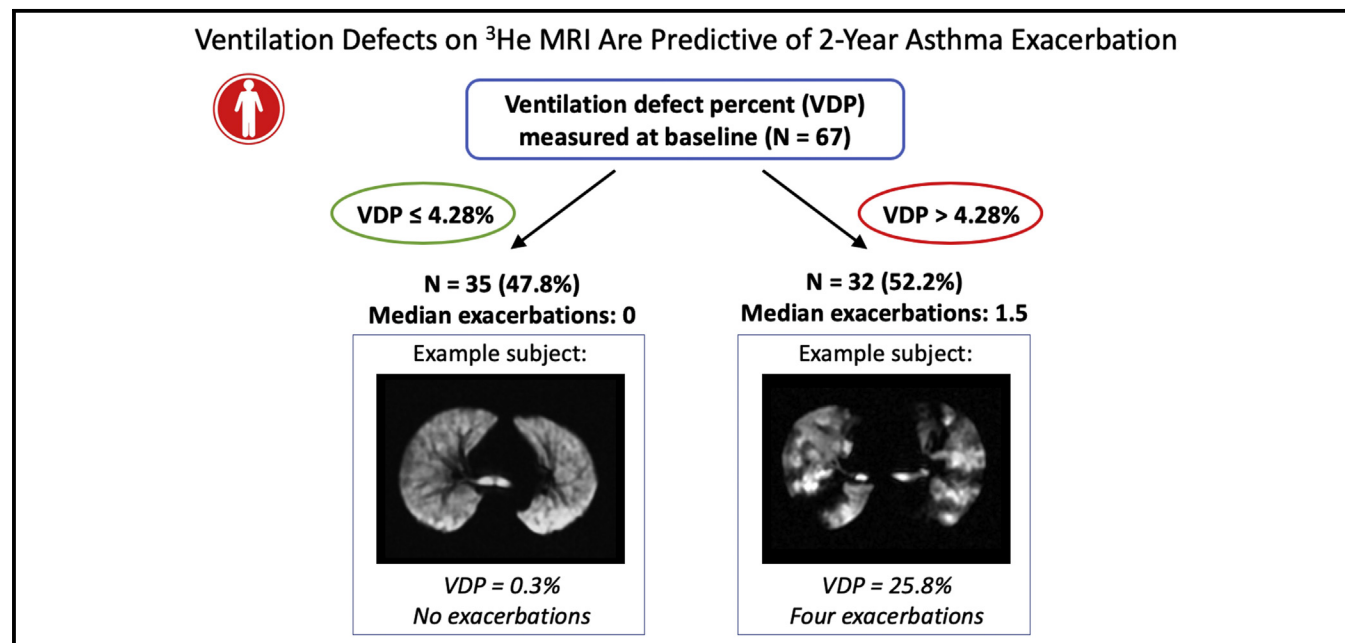 Ventilation Defects on ³He MRI Are Predictive of 2-Year Asthma Exacerbation
Ventilation defect percent (VDP)
measured at baseline (N = 67)
VDP ≤ 4.28%
VDP > 4.28%
N = 35 (47.8%)
Median exacerbations: 0
N = 32 (52.2%)
Median exacerbations: 1.5
Example subject:
VDP = 0.3%
No exacerbations
Example subject:
VDP = 25.8%
Four exacerbations